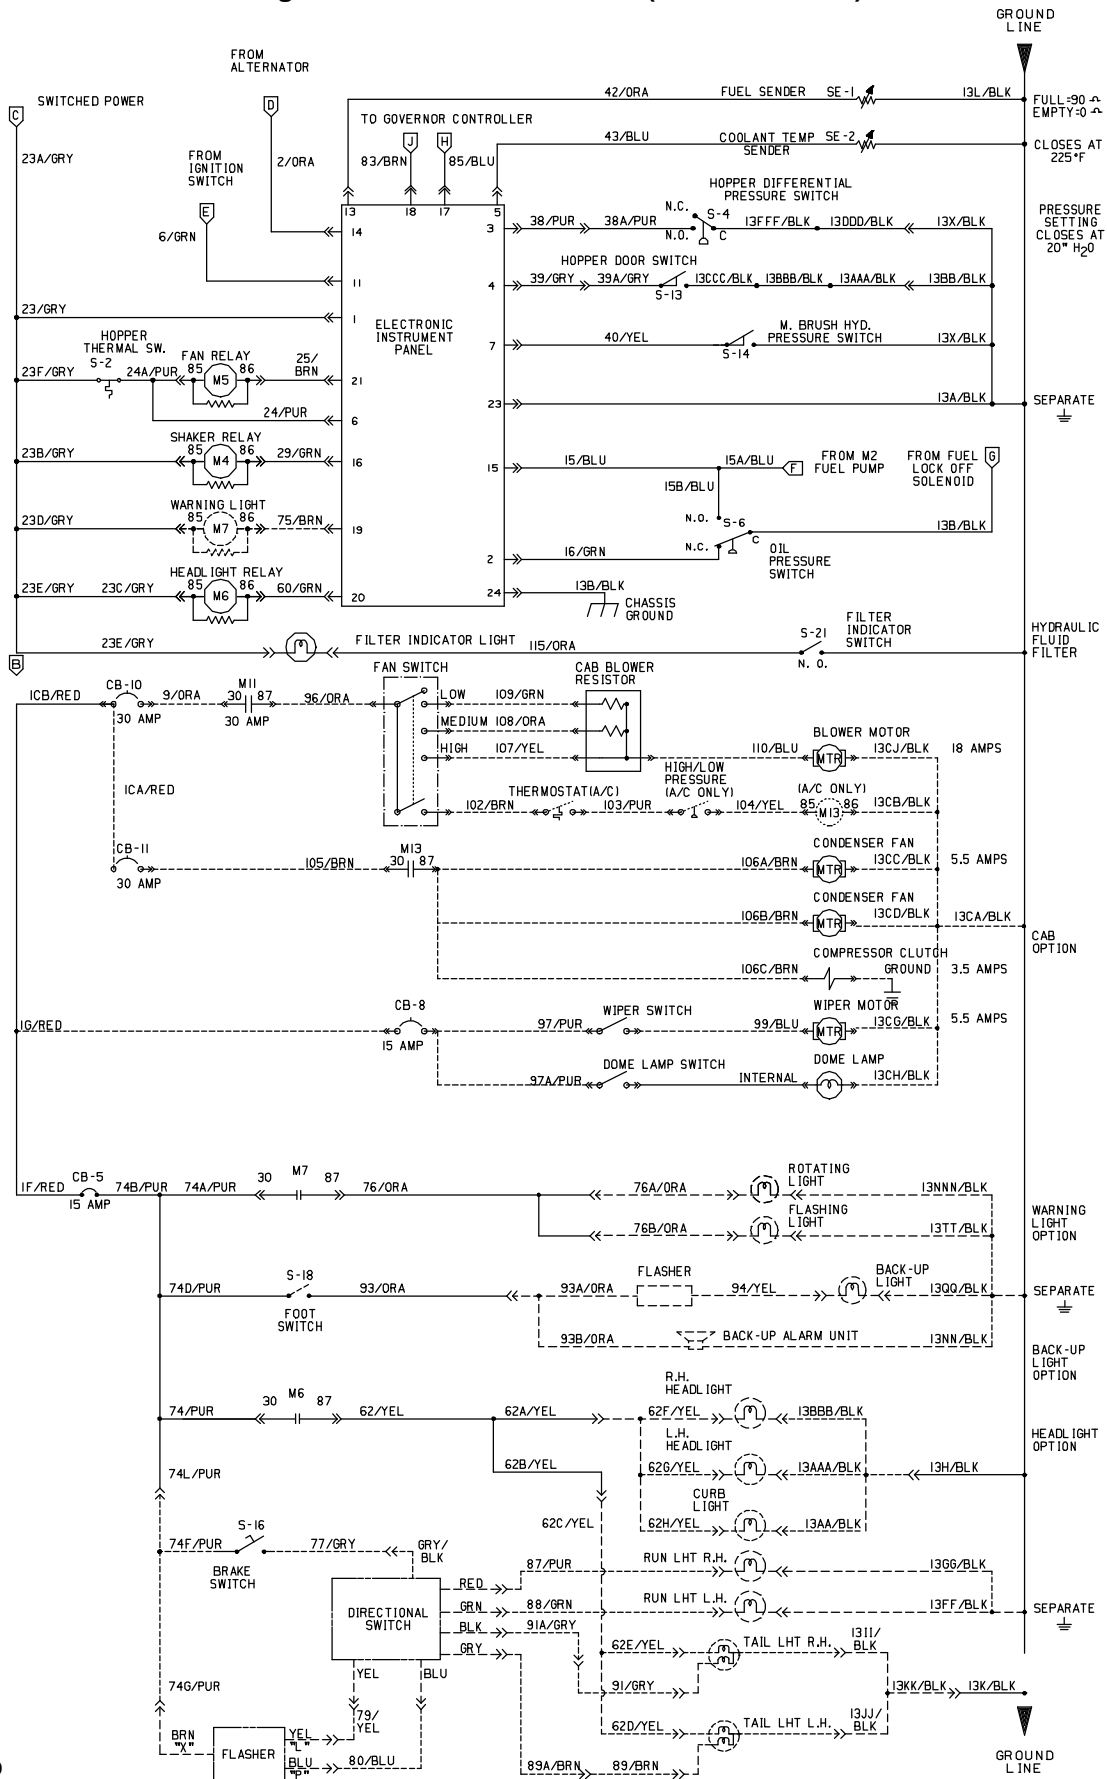 GROUND
LINE
FROM
ALTERNATOR
D
C
SWITCHED POWER
42/ORA
FUEL SENDER
SE-1
13L/BLK
FULL=90 Ω
EMPTY=0 Ω
TO GOVERNOR CONTROLLER
J
H
43/BLU
COOLANT TEMP
SENDER
SE-2
CLOSES AT
225°F
23A/GRY
FROM
IGNITION
SWITCH
2/ORA
83/BRN
85/BLU
E
6/GRN
13
18
17
5
14
3
38/PUR
38A/PUR
HOPPER DIFFERENTIAL
PRESSURE SWITCH
N.C.
S-4
N.O.
C
13FFF/BLK
13DDD/BLK
13X/BLK
PRESSURE
SETTING
CLOSES AT
20" H2O
11
4
39/GRY
39A/GRY
HOPPER DOOR SWITCH
S-13
13CCC/BLK
13BBB/BLK
13AAA/BLK
13BB/BLK
23/GRY
1
ELECTRONIC
INSTRUMENT
PANEL
7
40/YEL
M. BRUSH HYD.
PRESSURE SWITCH
S-14
13X/BLK
HOPPER
THERMAL SW.
S-2
FAN RELAY
85
86
M5
25/
BRN
23F/GRY
24A/PUR
21
23
13A/BLK
SEPARATE
24/PUR
6
SHAKER RELAY
85
86
M4
23B/GRY
29/GRN
16
15
15/BLU
15A/BLU
F
FROM M2
FUEL PUMP
FROM FUEL
LOCK OFF
SOLENOID
G
15B/BLU
WARNING LIGHT
85
86
M7
23D/GRY
75/BRN
19
N.O.
S-6
C
N.C.
13B/BLK
2
16/GRN
OIL
PRESSURE
SWITCH
HEADLIGHT RELAY
85
86
M6
23E/GRY
23C/GRY
60/GRN
20
24
13B/BLK
CHASSIS
GROUND
23E/GRY
FILTER INDICATOR LIGHT
115/ORA
S-21
N. O.
FILTER
INDICATOR
SWITCH
HYDRAULIC
FLUID
FILTER
B
FAN SWITCH
CAB BLOWER
RESISTOR
1CB/RED
CB-10
30 AMP
9/ORA
M11
30
87
30 AMP
96/ORA
LOW
109/GRN
MEDIUM
108/ORA
HIGH
107/YEL
110/BLU
BLOWER MOTOR
MTR
13CJ/BLK
18 AMPS
1CA/RED
102/BRN
THERMOSTAT(A/C)
103/PUR
HIGH/LOW
PRESSURE
(A/C ONLY)
104/YEL
(A/C ONLY)
85
86
M13
13CB/BLK
CB-11
30 AMP
105/BRN
M13
30
87
106A/BRN
CONDENSER FAN
MTR
13CC/BLK
5.5 AMPS
106B/BRN
CONDENSER FAN
MTR
13CD/BLK
13CA/BLK
CAB
OPTION
106C/BRN
COMPRESSOR CLUTCH
GROUND
3.5 AMPS
1G/RED
CB-8
15 AMP
97/PUR
WIPER SWITCH
99/BLU
WIPER MOTOR
MTR
13CG/BLK
5.5 AMPS
97A/PUR
DOME LAMP SWITCH
INTERNAL
DOME LAMP
13CH/BLK
1F/RED
CB-5
15 AMP
74B/PUR
74A/PUR
30
M7
87
76/ORA
76A/ORA
ROTATING
LIGHT
13NNN/BLK
76B/ORA
FLASHING
LIGHT
13TT/BLK
WARNING
LIGHT
OPTION
74D/PUR
S-18
FOOT
SWITCH
93/ORA
93A/ORA
FLASHER
94/YEL
BACK-UP
LIGHT
13QQ/BLK
SEPARATE
93B/ORA
BACK-UP ALARM UNIT
13NN/BLK
BACK-UP
LIGHT
OPTION
74/PUR
30
M6
87
62/YEL
62A/YEL
R.H.
HEADLIGHT
62F/YEL
13BBB/BLK
L.H.
HEADLIGHT
HEADLIGHT
OPTION
74L/PUR
62B/YEL
62G/YEL
13AAA/BLK
13H/BLK
CURB
LIGHT
62C/YEL
62H/YEL
13AA/BLK
74F/PUR
S-16
BRAKE
SWITCH
77/GRY
GRY/
BLK
87/PUR
RUN LHT R.H.
13GG/BLK
DIRECTIONAL
SWITCH
RED
GRN
88/GRN
RUN LHT L.H.
13FF/BLK
SEPARATE
BLK
91A/GRY
GRY
62E/YEL
TAIL LHT R.H.
13II/
BLK
YEL
BLU
74G/PUR
91/GRY
13KK/BLK
13K/BLK
79/
YEL
62D/YEL
TAIL LHT L.H.
13JJ/
BLK
BRN
"X"
FLASHER
YEL
"L"
BLU
"P"
80/BLU
89A/BRN
89/BRN
GROUND
LINE